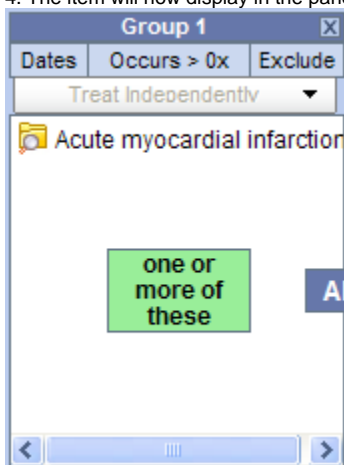 4. The item will now display in the pane
Group 1
Dates Occurs > 0x Exclude
Treat Independently
Acute myocardial infarction
one or
more of
these
A